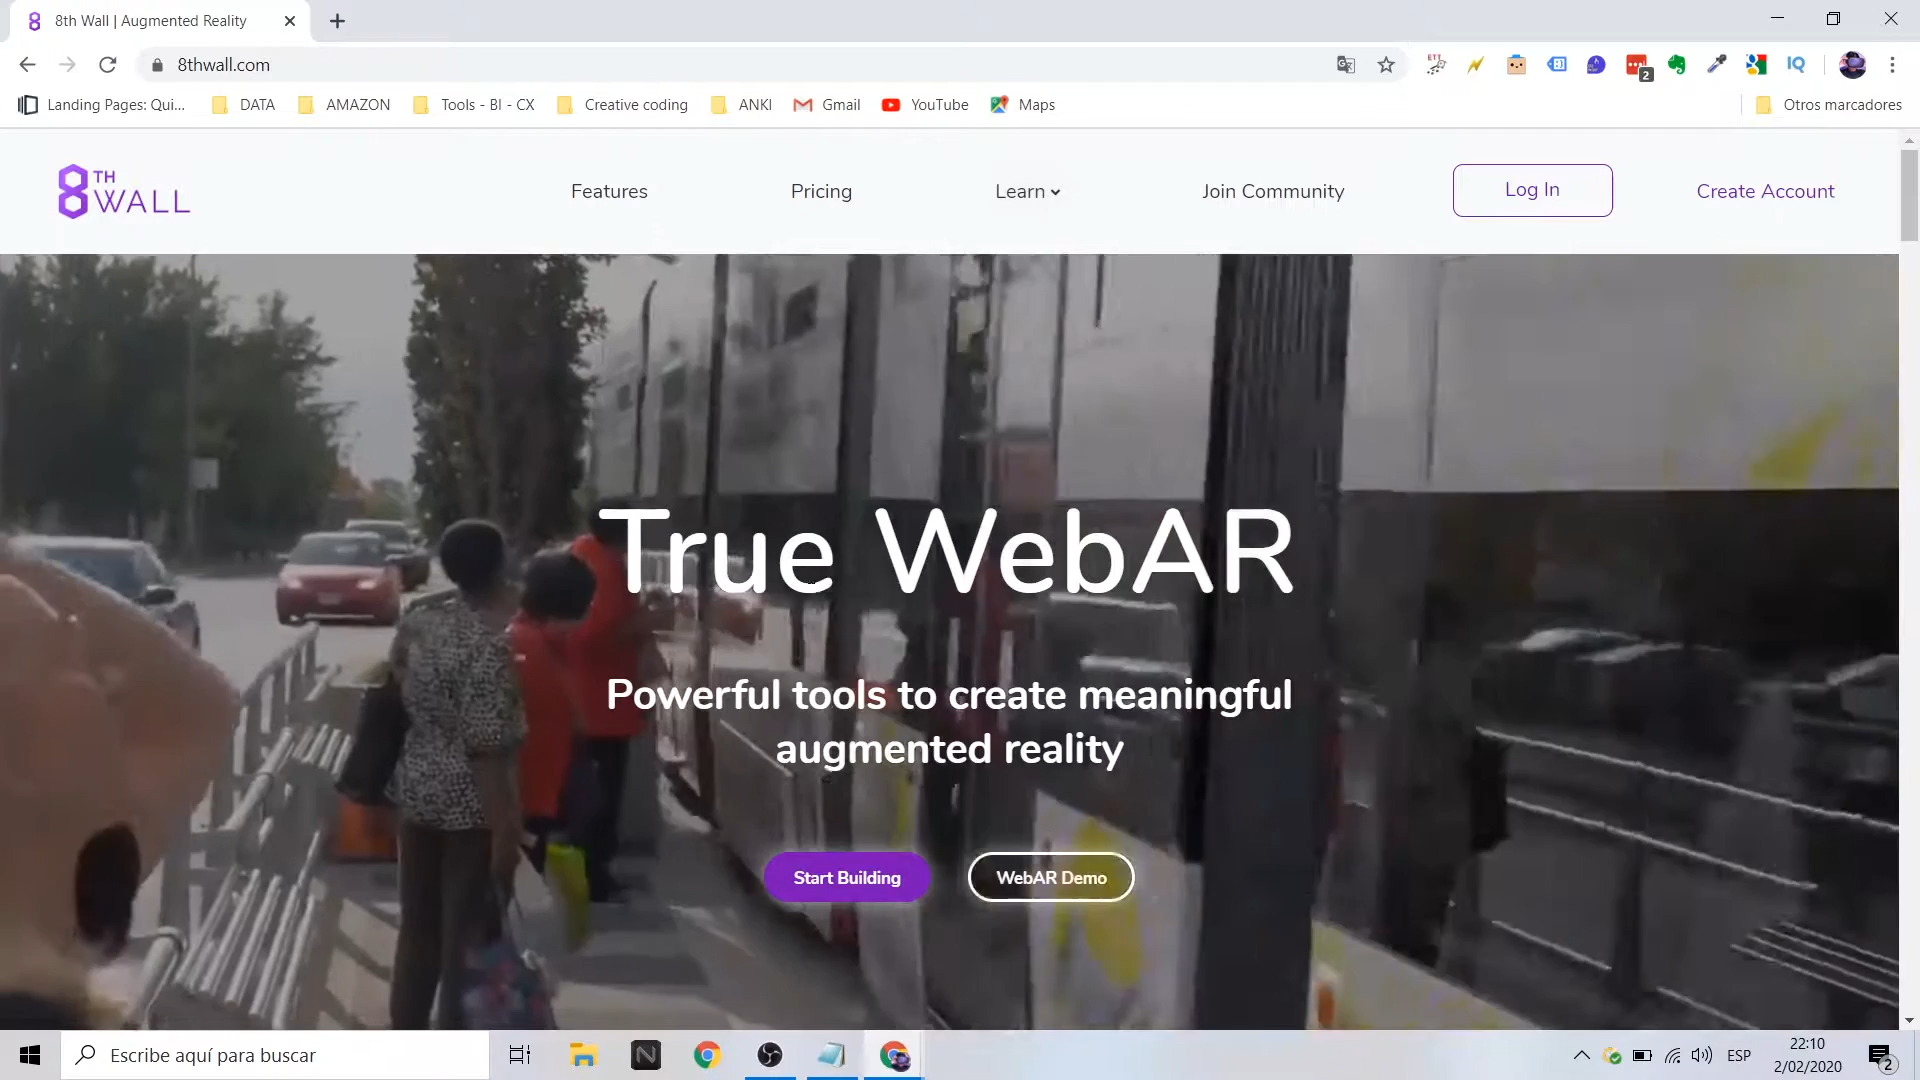 8th Wall | Augmented Reality
8thwall.com
2
Landing Pages: Qui... DATA AMAZON Tools - BI - CX Creative coding ANKI Gmail YouTube Maps Otros marcadores
8TH WALL Features Pricing Learn Join Community Log In Create Account
True WebAR
Powerful tools to create meaningful
augmented reality
Start Building WebAR Demo
Escribe aquí para buscar ESP 22:10
2/02/2020 2